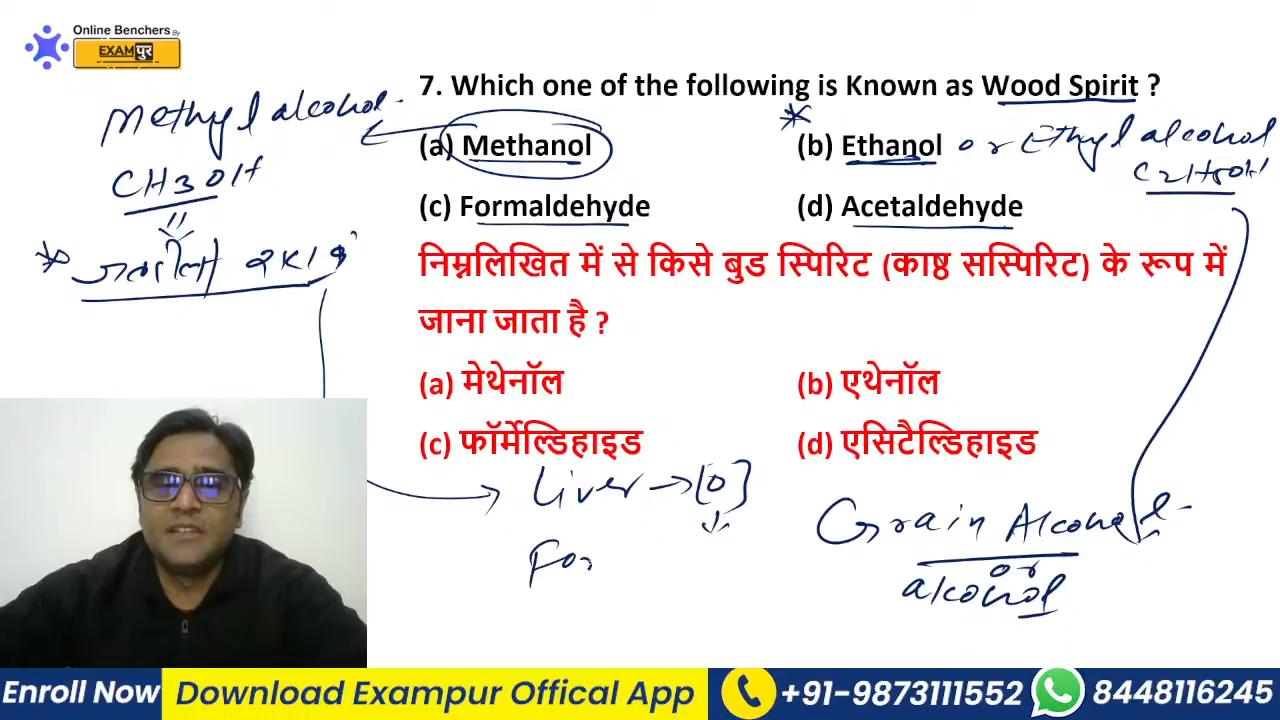 Online Benchers By
EXAMपुर
7. Which one of the following is Known as Wood Spirit ?
(a) Methanol
(b) Ethanol or Ethyl alcohol
C2H5OH
Methyl alcohol
CH3OH
(c) Formaldehyde
(d) Acetaldehyde
निम्नलिखित में से किसे बुड स्पिरिट (काष्ठ सस्पिरिट) के रूप में
जाना जाता है ?
(a) मेथेनॉल
(b) एथेनॉल
(c) फॉर्मेल्डिहाइड
(d) एसिटैल्डिहाइड
Liver → [O]
For
Grain Alcohol
or
alcohol
Enroll Now
Download Exampur Offical App
+91-9873111552
8448116245